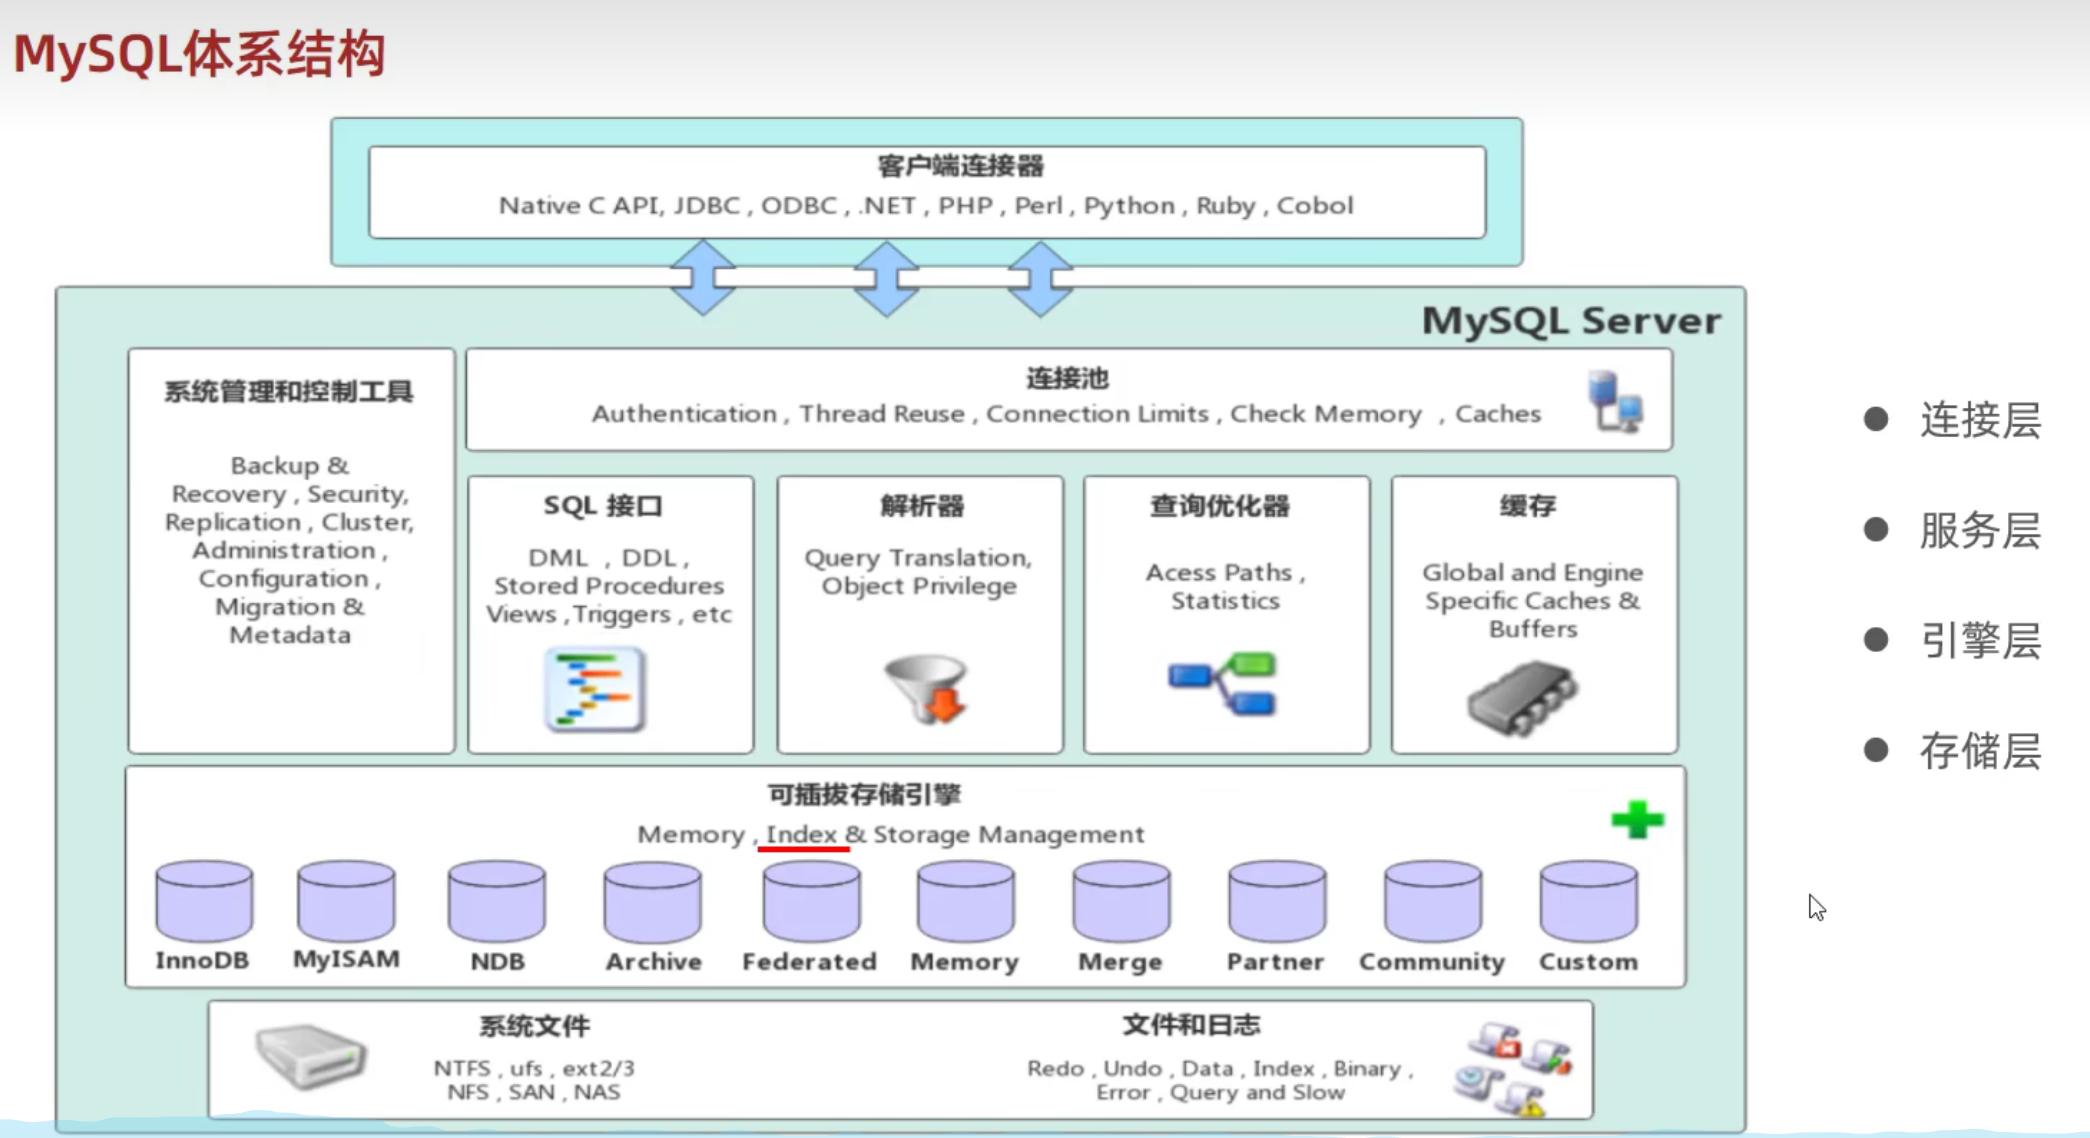 MySQL体系结构
客户端连接器
Native C API, JDBC , ODBC , .NET , PHP , Perl , Python , Ruby , Cobol
MySQL Server
系统管理和控制工具
Backup &
Recovery , Security,
Replication , Cluster,
Administration ,
Configuration ,
Migration &
Metadata
连接池
Authentication , Thread Reuse , Connection Limits , Check Memory , Caches
SQL 接口
DML , DDL ,
Stored Procedures
Views ,Triggers , etc
解析器
Query Translation,
Object Privilege
查询优化器
Acess Paths ,
Statistics
缓存
Global and Engine
Specific Caches &
Buffers
可插拔存储引擎
Memory , Index & Storage Management
InnoDB
MyISAM
NDB
Archive
Federated
Memory
Merge
Partner
Community
Custom
系统文件
NTFS , ufs , ext2/3
NFS , SAN , NAS
文件和日志
Redo , Undo , Data , Index , Binary ,
Error , Query and Slow
连接层
服务层
引擎层
存储层